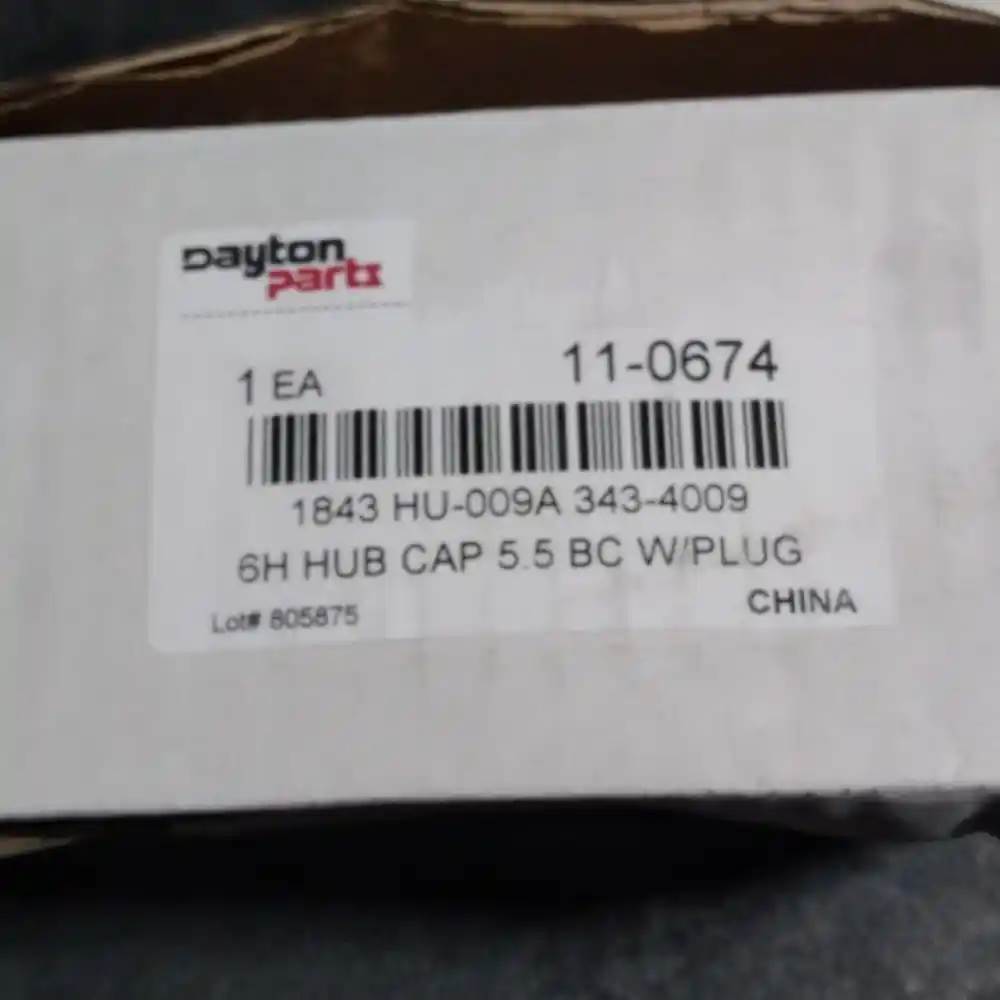 Dayton
parts
1 EA
11-0674
1843 HU-009A 343-4009
6H HUB CAP 5.5 BC W/PLUG
Lot# 805875
CHINA